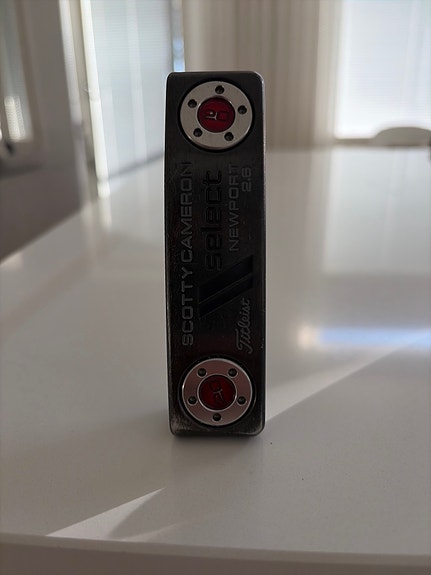 SCOTTY CAMERON
select
NEWPORT
2.6
Titleist